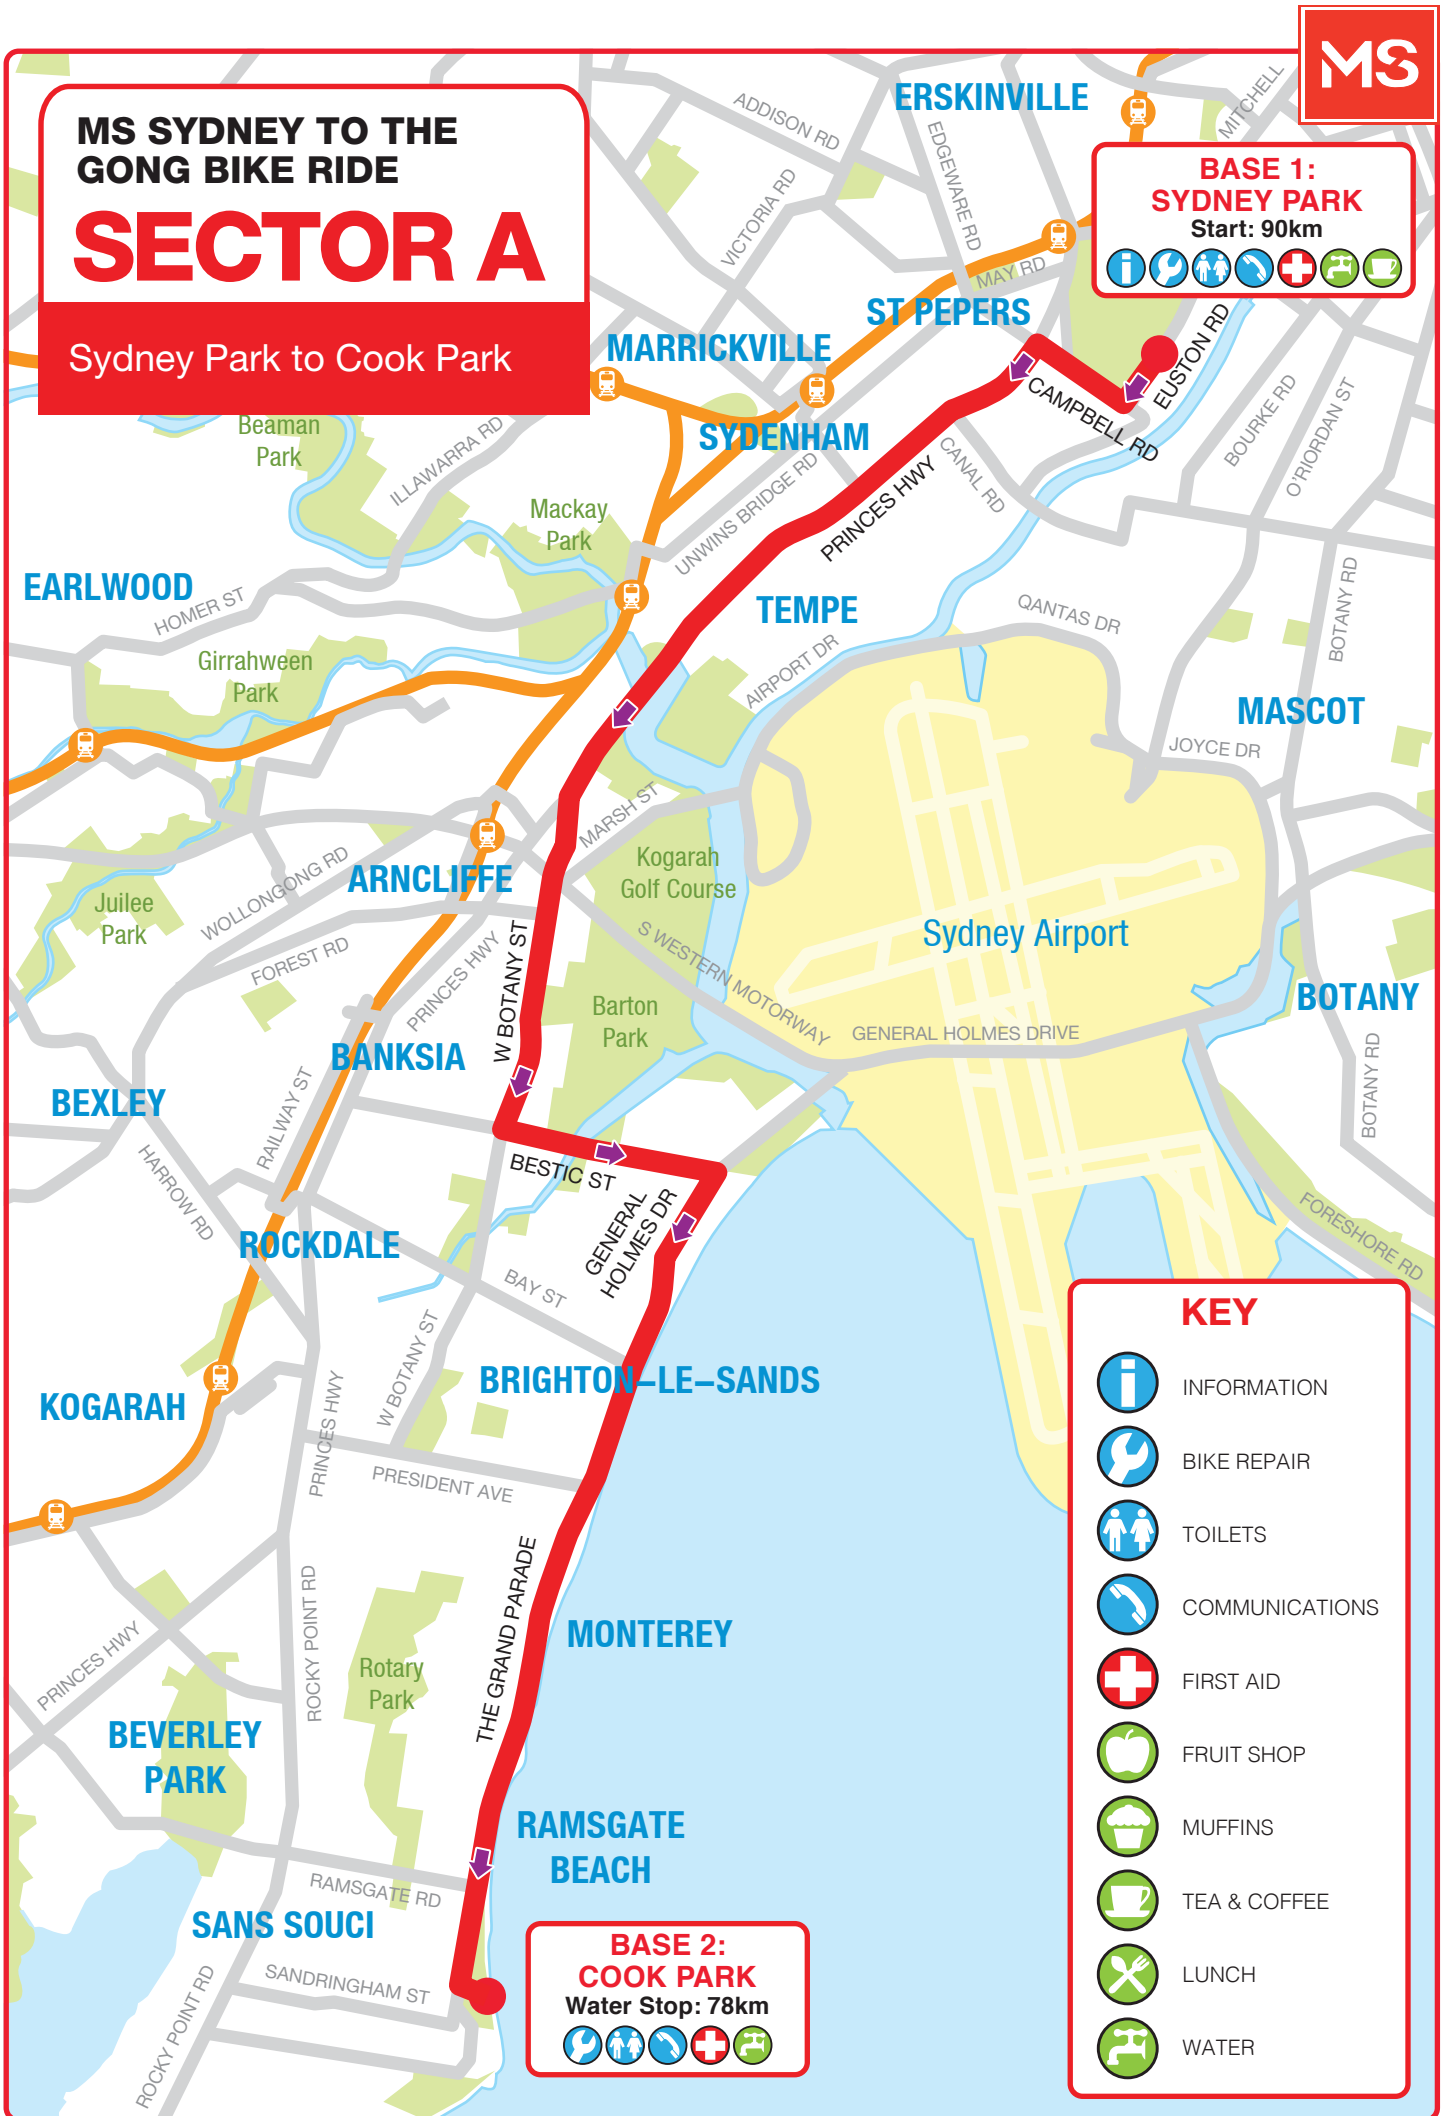 MS
MS SYDNEY TO THE
GONG BIKE RIDE
SECTOR A
Sydney Park to Cook Park
BASE 1:
SYDNEY PARK
Start: 90km
ERSKINVILLE
MITCHELL
ADDISON RD
EDGEWARE RD
VICTORIA RD
MAY RD
ST PEPERS
MARRICKVILLE
EUSTON RD
CAMPBELL RD
BOURKE RD
O'RIORDAN ST
SYDENHAM
Beaman
Park
ILLAWARRA RD
CANAL RD
PRINCES HWY
UNWINS BRIDGE RD
Mackay
Park
EARLWOOD
HOMER ST
TEMPE
QANTAS DR
BOTANY RD
AIRPORT DR
Girrahween
Park
MASCOT
JOYCE DR
MARSH ST
Kogarah
Golf Course
ARNCLIFFE
WOLLONGONG RD
Juilee
Park
FOREST RD
PRINCES HWY
W BOTANY ST
S WESTERN MOTORWAY
Sydney Airport
BOTANY
Barton
Park
GENERAL HOLMES DRIVE
BANKSIA
BOTANY RD
BEXLEY
RAILWAY ST
HARROW RD
BESTIC ST
GENERAL
HOLMES DR
FORESHORE RD
ROCKDALE
BAY ST
W BOTANY ST
BRIGHTON–LE–SANDS
KOGARAH
PRINCES HWY
PRESIDENT AVE
THE GRAND PARADE
ROCKY POINT RD
MONTEREY
PRINCES HWY
Rotary
Park
BEVERLEY
PARK
RAMSGATE
BEACH
RAMSGATE RD
SANS SOUCI
SANDRINGHAM ST
ROCKY POINT RD
BASE 2:
COOK PARK
Water Stop: 78km
KEY
INFORMATION
BIKE REPAIR
TOILETS
COMMUNICATIONS
FIRST AID
FRUIT SHOP
MUFFINS
TEA & COFFEE
LUNCH
WATER